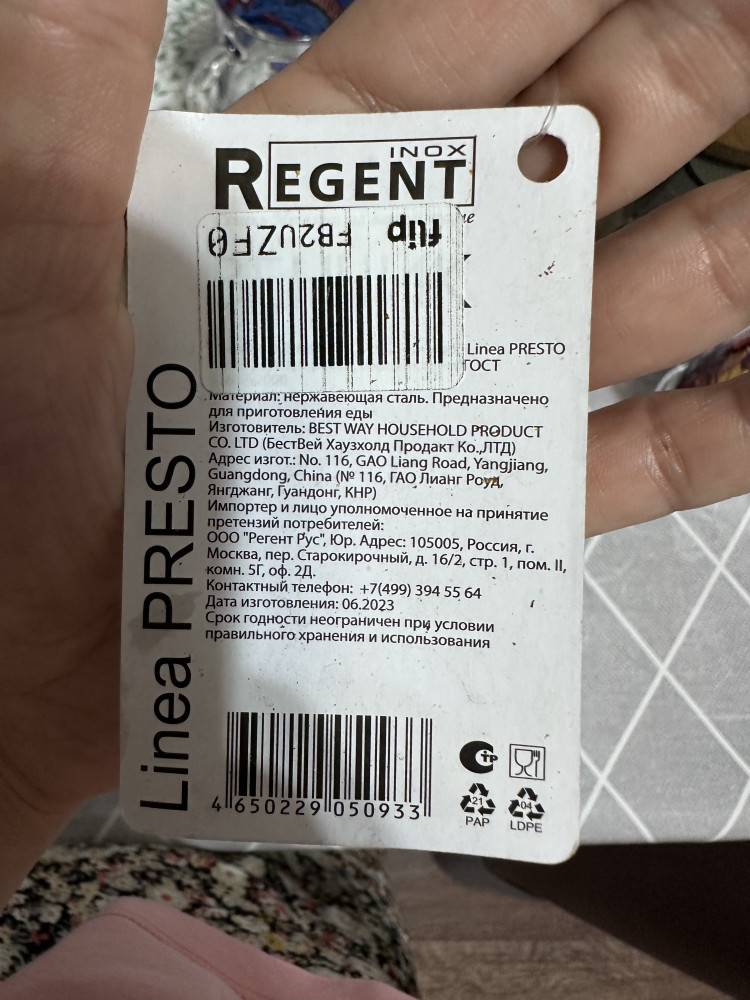 REGENT
INOX
flip FB2UZF0
Linea PRESTO
ГОСТ
Материал: нержавеющая сталь. Предназначено
для приготовления еды
Изготовитель: BEST WAY HOUSEHOLD PRODUCT
CO. LTD (БестВей Хаузхолд Продакт Ко.,ЛТД)
Адрес изгот.: No. 116, GAO Liang Road, Yangjiang,
Guangdong, China (№ 116, ГАО Лианг Роуд,
Янгджанг, Гуандонг, КНР)
Импортер и лицо уполномоченное на принятие
претензий потребителей:
ООО "Регент Рус", Юр. Адрес: 105005, Россия, г.
Москва, пер. Старокирочный, д. 16/2, стр. 1, пом. II,
комн. 5Г, оф. 2Д.
Контактный телефон: +7(499) 394 55 64
Дата изготовления: 06.2023
Срок годности неограничен при условии
правильного хранения и использования
Linea PRESTO
4 650229 050933
СТР
21
PAP
04
LDPE